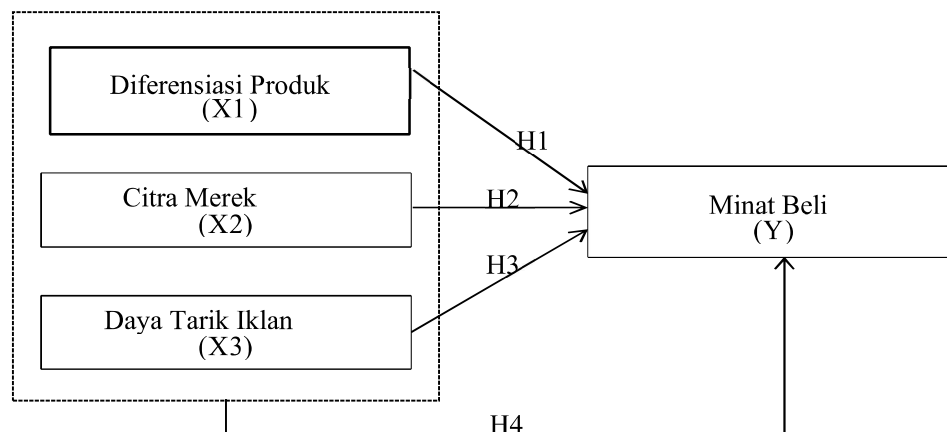 Diferensiasi Produk
(X1)
H1
Citra Merek
(X2)
H2
Minat Beli
(Y)
H3
Daya Tarik Iklan
(X3)
H4